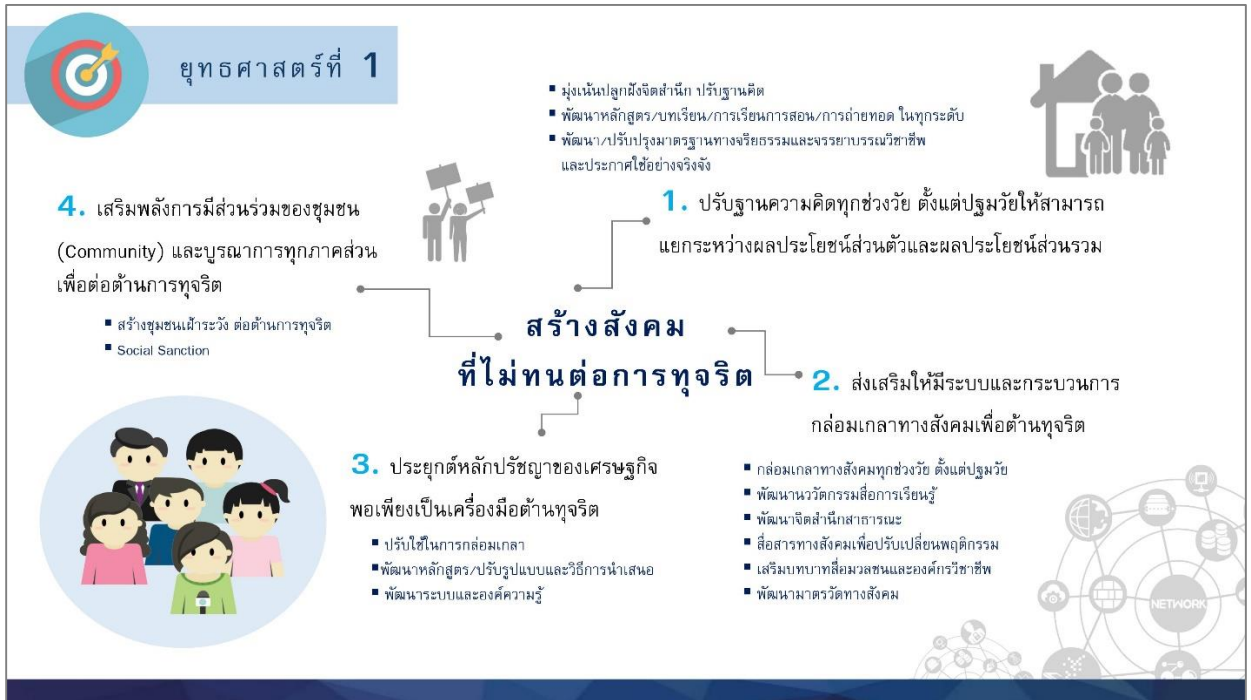 ยุทธศาสตร์ที่ 1
▪ มุ่งเน้นปลูกฝังจิตสำนึก ปรับฐานคิด
▪ พัฒนาหลักสูตร/บทเรียน/การเรียนการสอน/การถ่ายทอด ในทุกระดับ
▪ พัฒนา/ปรับปรุงมาตรฐานทางจริยธรรมและจรรยาบรรณวิชาชีพ
และประกาศใช้อย่างจริงจัง
1. ปรับฐานความคิดทุกช่วงวัย ตั้งแต่ปฐมวัยให้สามารถ
แยกระหว่างผลประโยชน์ส่วนตัวและผลประโยชน์ส่วนรวม
4. เสริมพลังการมีส่วนร่วมของชุมชน
(Community) และบูรณาการทุกภาคส่วน
เพื่อต่อต้านการทุจริต
▪ สร้างชุมชนเฝ้าระวัง ต่อต้านการทุจริต
▪ Social Sanction
สร้างสังคม
ที่ไม่ทนต่อการทุจริต
2. ส่งเสริมให้มีระบบและกระบวนการ
กล่อมเกลาทางสังคมเพื่อต้านทุจริต
▪ กล่อมเกลาทางสังคมทุกช่วงวัย ตั้งแต่ปฐมวัย
▪ พัฒนานววัตกรรมสื่อการเรียนรู้
▪ พัฒนาจิตสำนึกสาธารณะ
▪ สื่อสารทางสังคมเพื่อปรับเปลี่ยนพฤติกรรม
▪ เสริมบทบาทสื่อมวลชนและองค์กรวิชาชีพ
▪ พัฒนามาตรวัดทางสังคม
3. ประยุกต์หลักปรัชญาของเศรษฐกิจ
พอเพียงเป็นเครื่องมือต้านทุจริต
▪ ปรับใช้ในการกล่อมเกลา
▪พัฒนาหลักสูตร/ปรับรูปแบบและวิธีการนำเสนอ
▪ พัฒนาระบบและองค์ความรู้
NETWORK